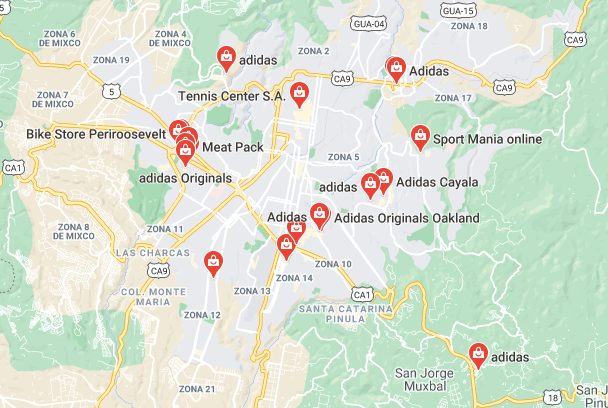 ZONA 6
DE MIXCO
ZONA 4
DE MIXCO
GUA-04
GUA-15
ZONA 18
CA9
ZONA 2
adidas
ZONA 19
CA9
Adidas
CA9
5
Tennis Center S.A.
ZONA 7
DE MIXCO
ZONA 17
Bike Store Periroosevelt
Meat Pack
Sport Mania online
CA1
ZONA 5
adidas Originals
adidas
Adidas Cayala
Adidas
Adidas Originals Oakland
ZONA 8
DE MIXCO
ZONA 11
LAS CHARCAS
CA9
ZONA 10
ZONA 14
COL. MONTE
MARIA
ZONA 13
CA1
ZONA 12
SANTA CATARINA
PINULA
adidas
San Jorge
Muxbal
ZONA 21
18
San J
Pinu